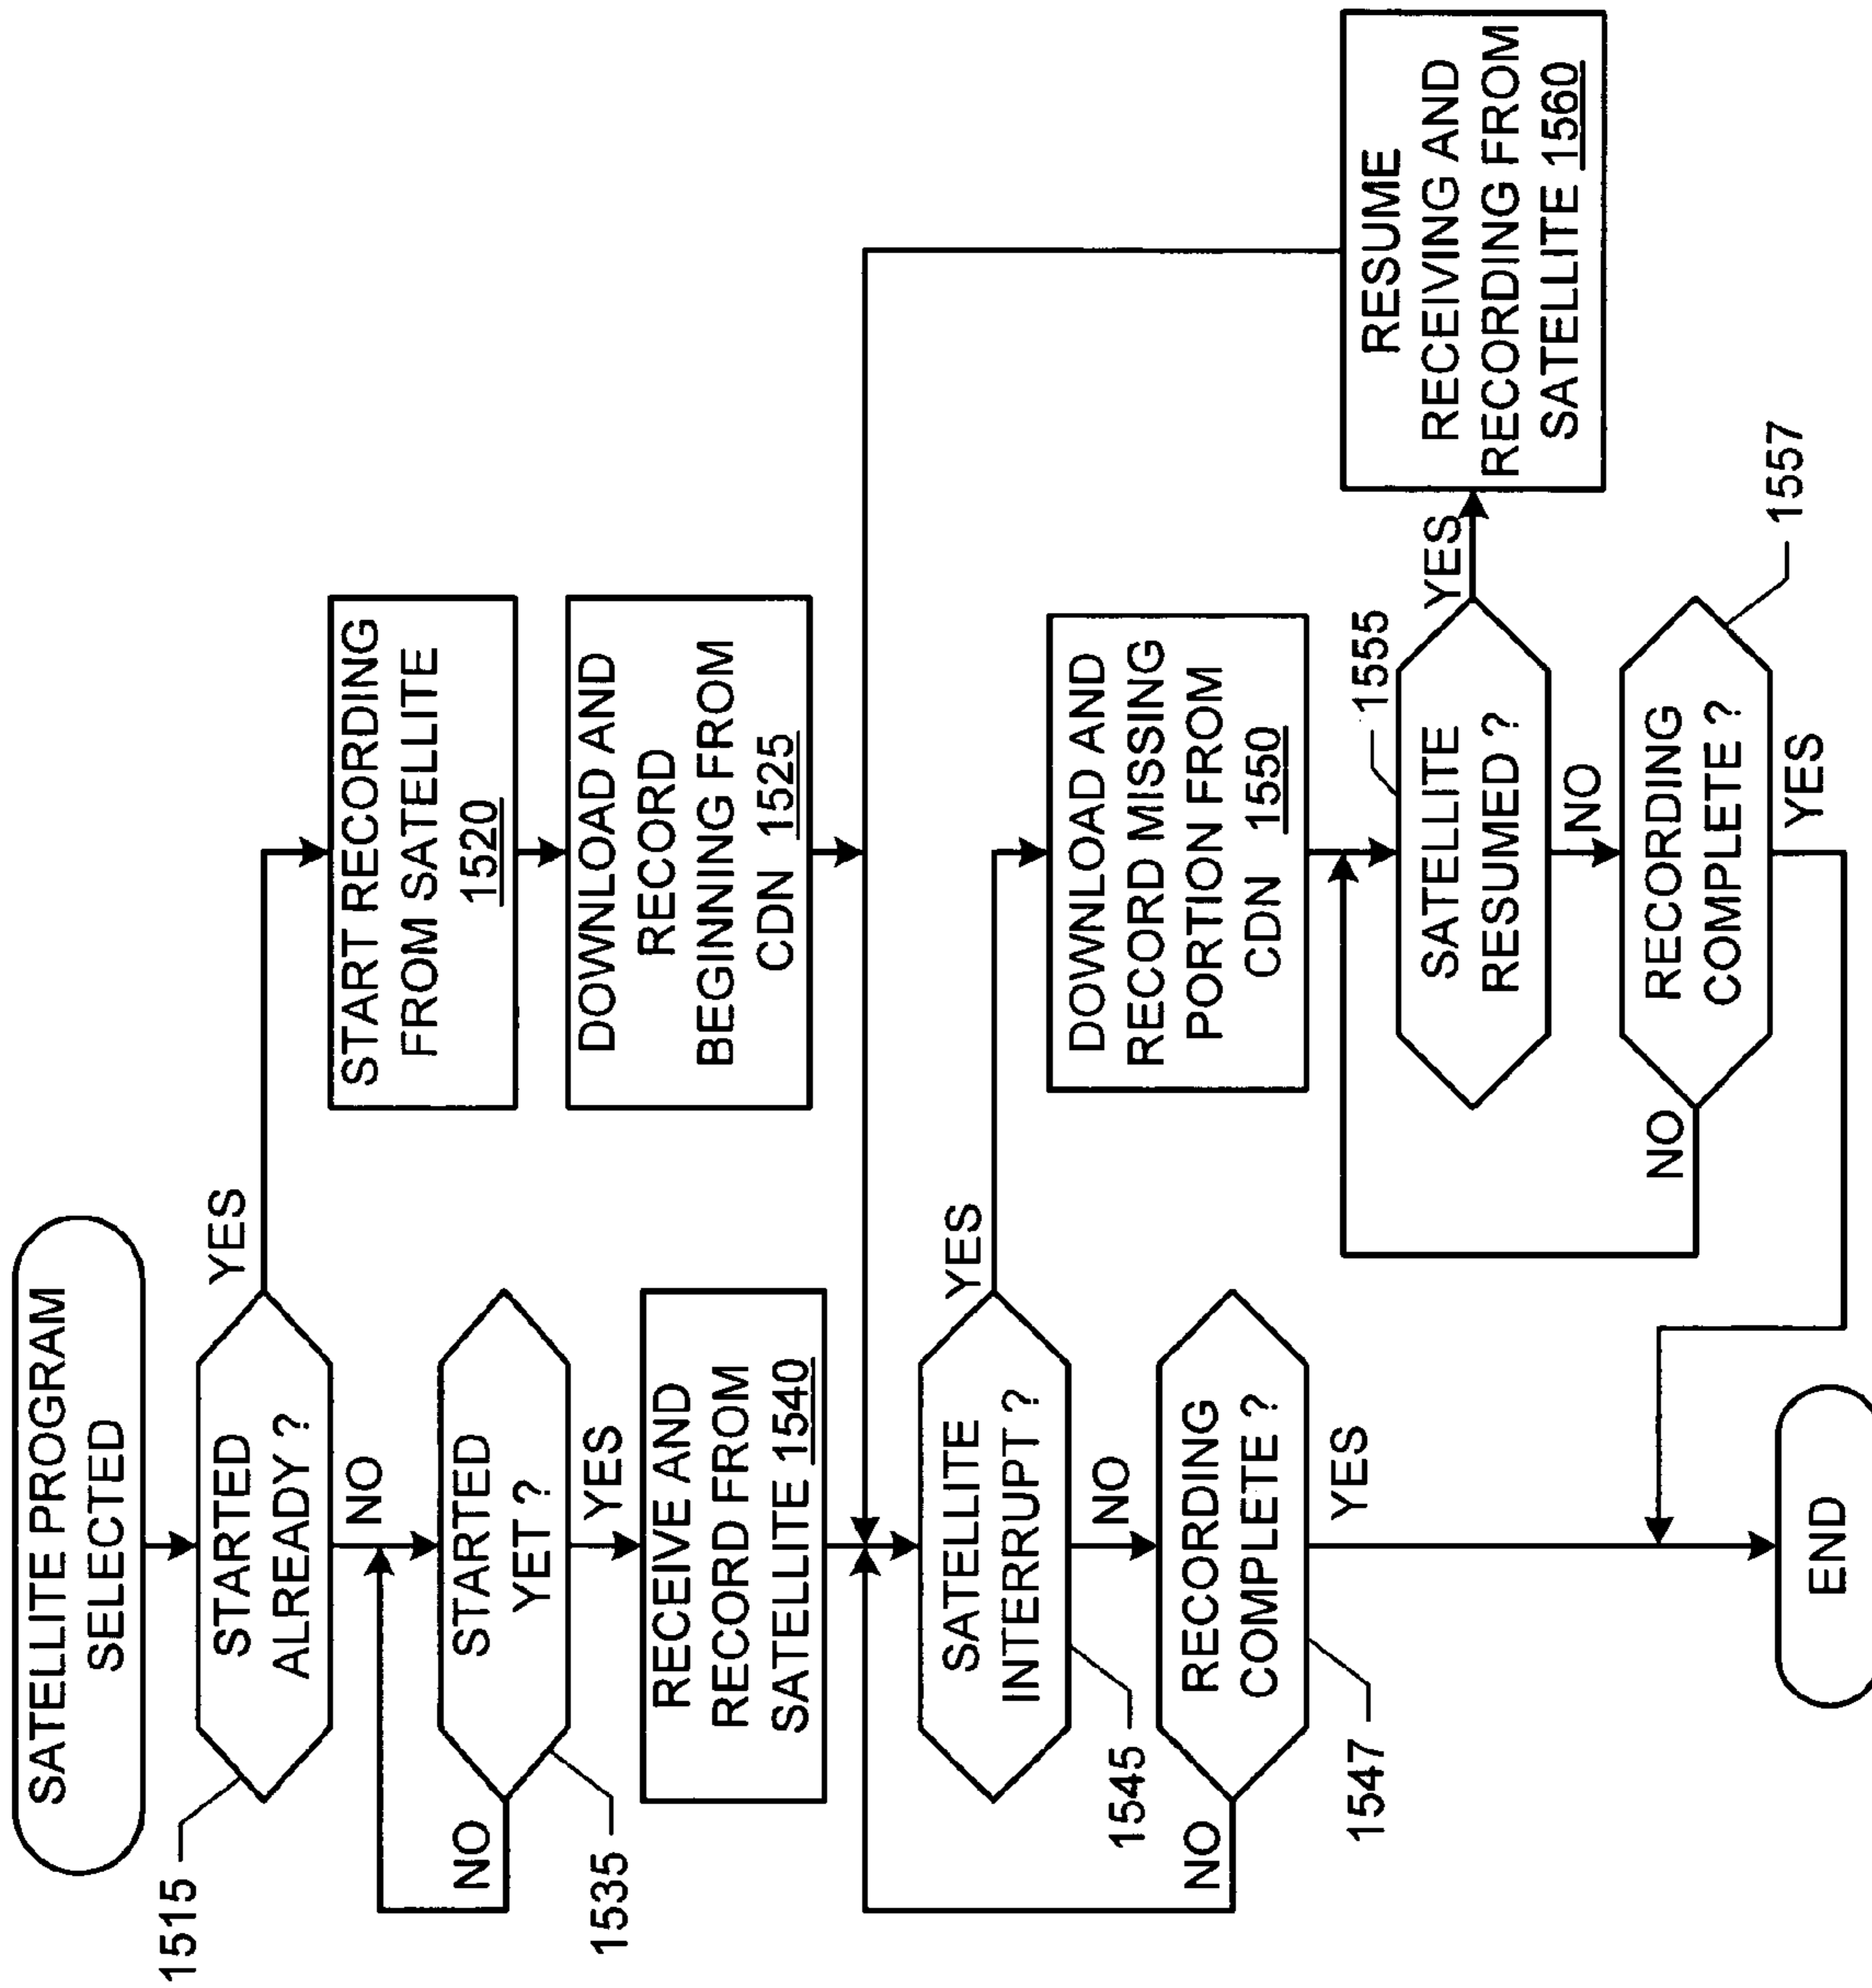 SATELLITE PROGRAM
SELECTED
1515
STARTED
ALREADY ?
YES
NO
START RECORDING
FROM SATELLITE
1520
STARTED
YET ?
NO
YES
1535
DOWNLOAD AND
RECORD
BEGINNING FROM
CDN 1525
RECEIVE AND
RECORD FROM
SATELLITE 1540
SATELLITE
INTERRUPT ?
YES
NO
1545
DOWNLOAD AND
RECORD MISSING
PORTION FROM
CDN 1550
RECORDING
COMPLETE ?
NO
YES
1547
SATELLITE
RESUMED ?
1555
YES
NO
RESUME
RECEIVING AND
RECORDING FROM
SATELLITE 1560
RECORDING
COMPLETE ?
NO
YES
1557
END